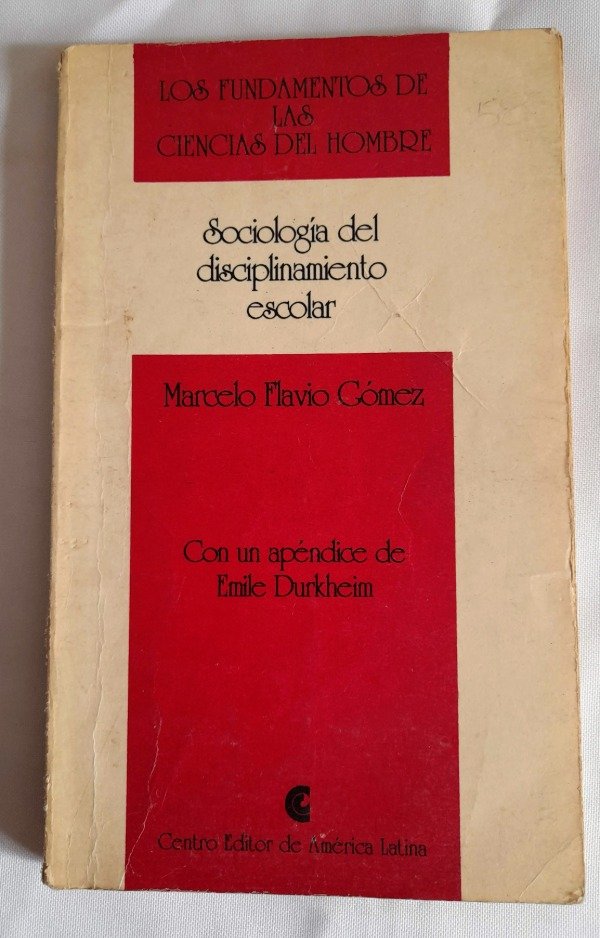 LOS FUNDAMENTOS DE
LAS
CIENCIAS DEL HOMBRE
Sociología del
disciplinamiento
escolar
Marcelo Flavio Gómez
Con un apéndice de
Emile Durkheim
Centro Editor de América Latina